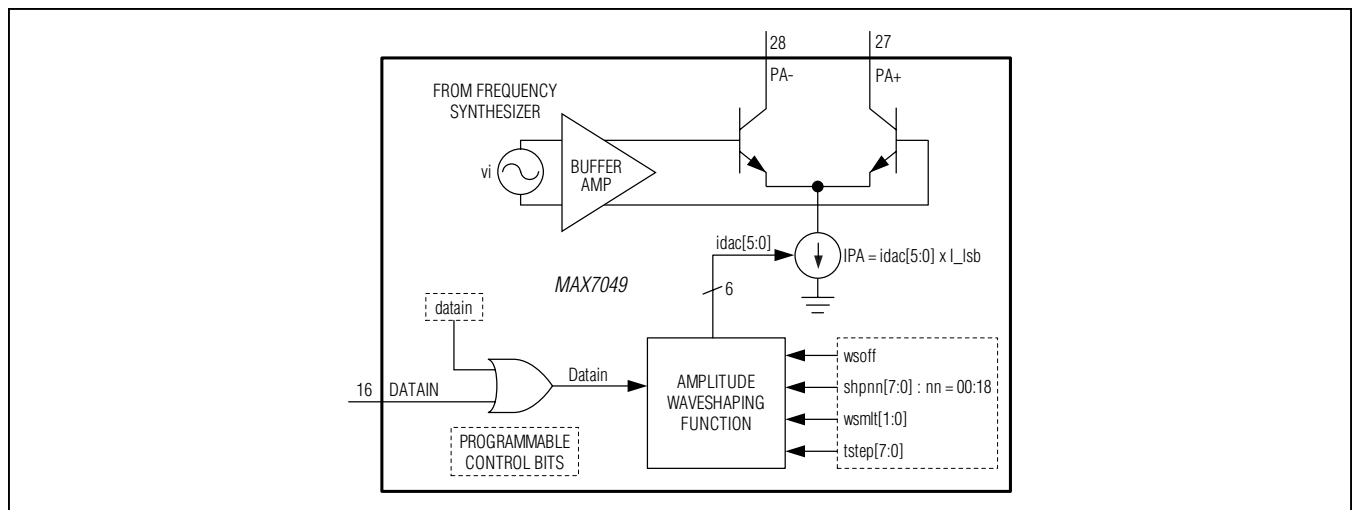 28
27
PA-
PA+
FROM FREQUENCY
SYNTHESIZER
vi
BUFFER
AMP
idac[5:0]
IPA = idac[5:0] x I_lsb
6
MAX7049
datain
16
DATAIN
Datain
AMPLITUDE
WAVESHAPING
FUNCTION
wsoff
shpnn[7:0] : nn = 00:18
wsmlt[1:0]
tstep[7:0]
PROGRAMMABLE
CONTROL BITS